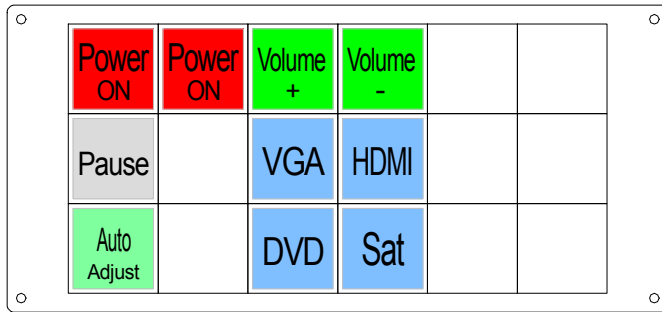 Power
ON
Power
ON
Volume
+
Volume
-
Pause
VGA
HDMI
Auto
Adjust
DVD
Sat